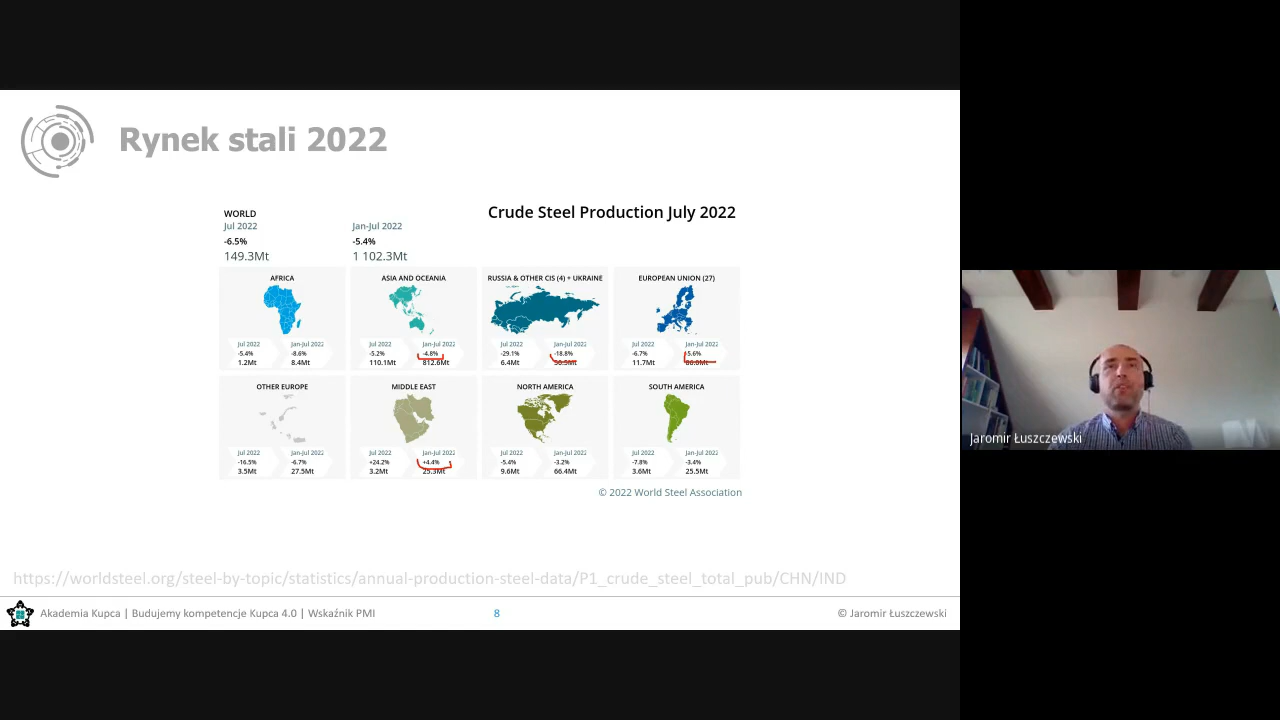 Rynek stali 2022
WORLD
Jul 2022
-6.5%
149.3Mt
Jan-Jul 2022
-5.4%
1 102.3Mt
Crude Steel Production July 2022
AFRICA
Jul 2022
-5.4%
1.2Mt
Jan-Jul 2022
-8.6%
8.4Mt
ASIA AND OCEANIA
Jul 2022
-5.2%
110.1Mt
Jan-Jul 2022
-4.8%
812.6Mt
RUSSIA & OTHER CIS (4) + UKRAINE
Jul 2022
-29.1%
6.4Mt
Jan-Jul 2022
-18.8%
EUROPEAN UNION (27)
Jul 2022
-6.7%
11.7Mt
Jan-Jul 2022
5.6%
OTHER EUROPE
Jul 2022
-16.5%
3.5Mt
Jan-Jul 2022
-6.7%
27.5Mt
MIDDLE EAST
Jul 2022
+24.2%
3.2Mt
Jan-Jul 2022
+4.4%
25.3Mt
NORTH AMERICA
Jul 2022
-5.4%
9.6Mt
Jan-Jul 2022
-3.2%
66.4Mt
SOUTH AMERICA
Jul 2022
-7.8%
3.6Mt
Jan-Jul 2022
-3.4%
25.5Mt
© 2022 World Steel Association
https://worldsteel.org/steel-by-topic/statistics/annual-production-steel-data/P1_crude_steel_total_pub/CHN/IND
Akademia Kupca | Budujemy kompetencje Kupca 4.0 | Wskaźnik PMI
8
© Jaromir Łuszczewski
Jaromir Łuszczewski